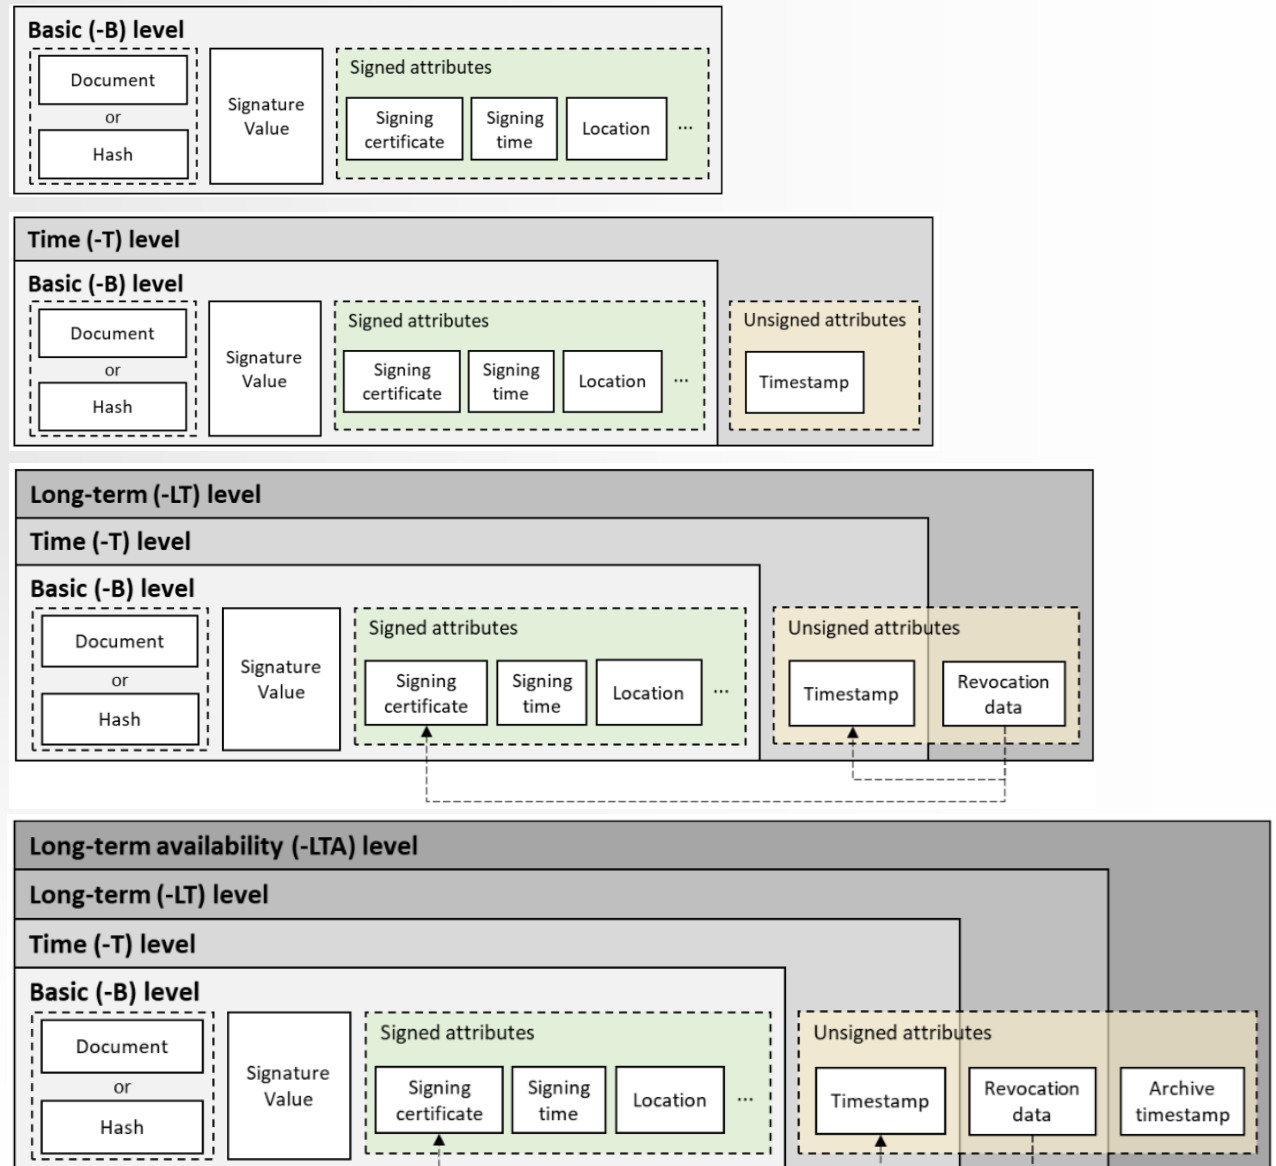 Basic (-B) level
Document
or
Hash
Signature
Value
Signed attributes
Signing
certificate
Signing
time
Location
...
Time (-T) level
Basic (-B) level
Document
or
Hash
Signature
Value
Signed attributes
Signing
certificate
Signing
time
Location
...
Unsigned attributes
Timestamp
Long-term (-LT) level
Time (-T) level
Basic (-B) level
Document
or
Hash
Signature
Value
Signed attributes
Signing
certificate
Signing
time
Location
...
Unsigned attributes
Timestamp
Revocation
data
Long-term availability (-LTA) level
Long-term (-LT) level
Time (-T) level
Basic (-B) level
Document
or
Hash
Signature
Value
Signed attributes
Signing
certificate
Signing
time
Location
...
Unsigned attributes
Timestamp
Revocation
data
Archive
timestamp